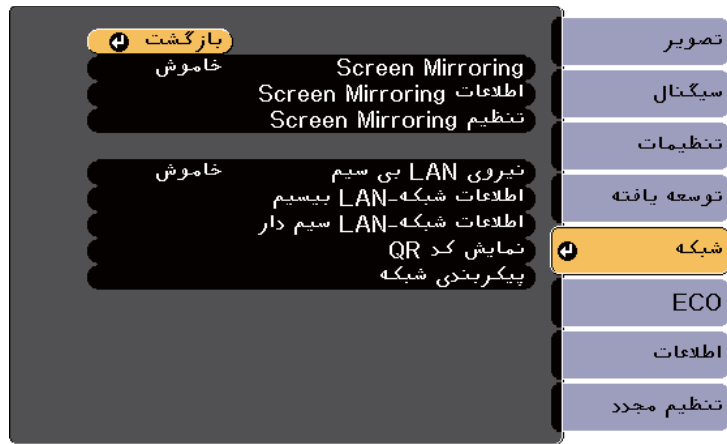 بازگشت
Screen Mirroring خاموش
اطلاعات Screen Mirroring
تنظیم Screen Mirroring
نیروی LAN بی سیم خاموش
اطلاعات شبکه-LAN بیسیم
اطلاعات شبکه-LAN سیم دار
نمایش کد QR
پیکربندی شبکه
تصویر
سیگنال
تنظیمات
توسعه یافته
شبکه
ECO
اطلاعات
تنظیم مجدد